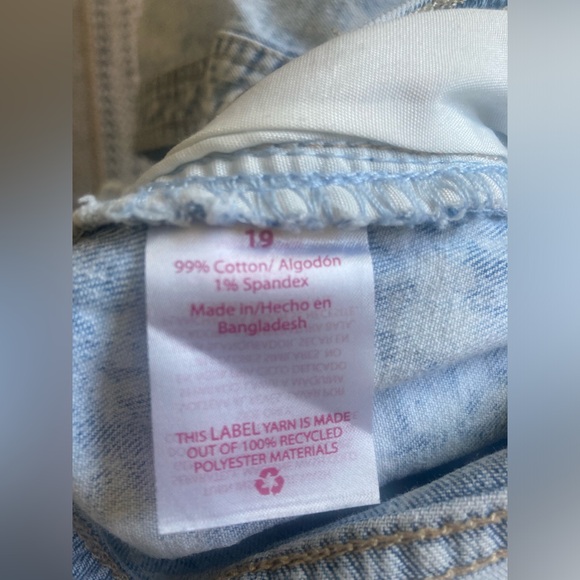 19
99% Cotton/ Algodón
1% Spandex
Made in/Hecho en
Bangladesh
THIS LABEL YARN IS MADE
OUT OF 100% RECYCLED
POLYESTER MATERIALS